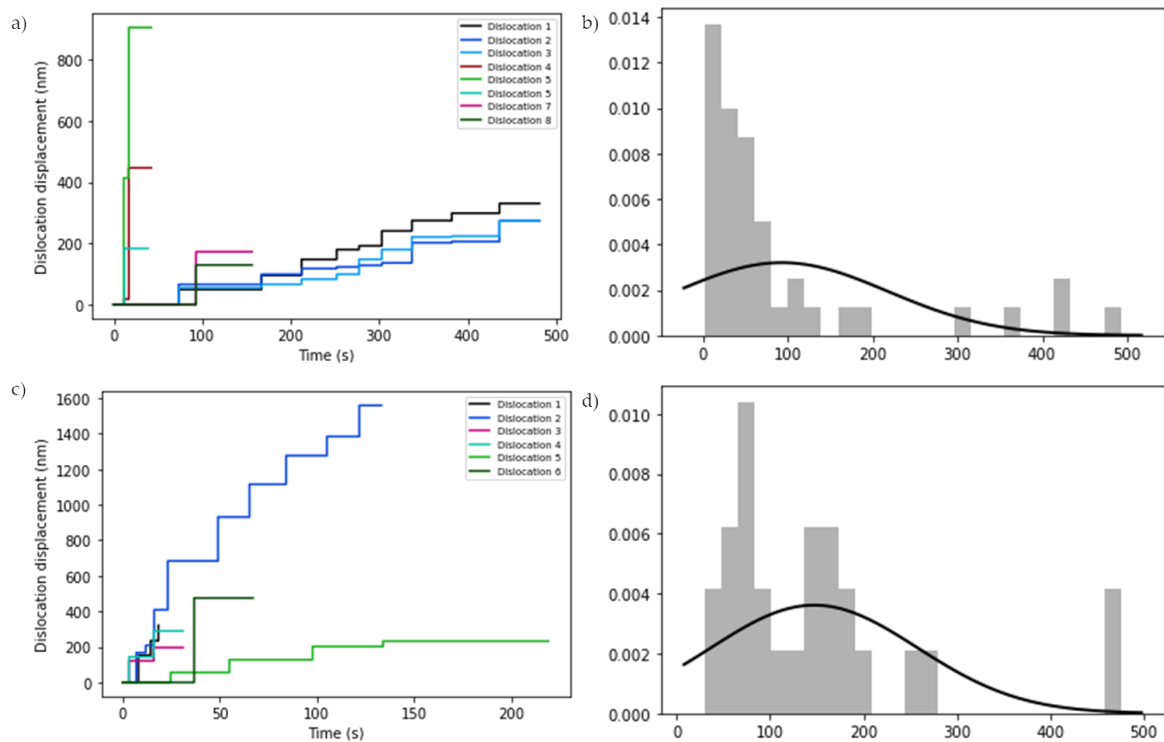 a)
Dislocation displacement (nm)
800
600
400
200
0
0 100 200 300 400 500
Time (s)
Dislocation 1
Dislocation 2
Dislocation 3
Dislocation 4
Dislocation 5
Dislocation 5
Dislocation 7
Dislocation 8
b)
0.014
0.012
0.010
0.008
0.006
0.004
0.002
0.000
0 100 200 300 400 500
c)
Dislocation displacement (nm)
1600
1400
1200
1000
800
600
400
200
0
0 50 100 150 200
Time (s)
Dislocation 1
Dislocation 2
Dislocation 3
Dislocation 4
Dislocation 5
Dislocation 6
d)
0.010
0.008
0.006
0.004
0.002
0.000
0 100 200 300 400 500